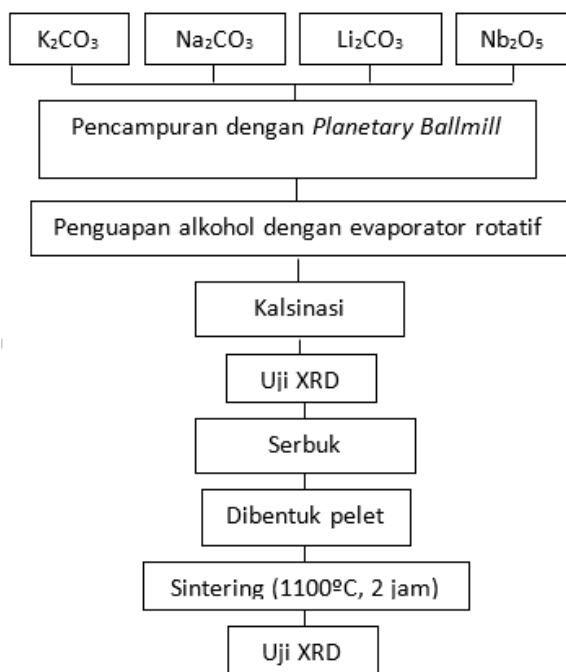 K₂CO₃ Na₂CO₃ Li₂CO₃ Nb₂O₅
Pencampuran dengan Planetary Ballmill
Penguapan alkohol dengan evaporator rotatif
Kalsinasi
Uji XRD
Serbuk
Dibentuk pelet
Sintering (1100ºC, 2 jam)
Uji XRD